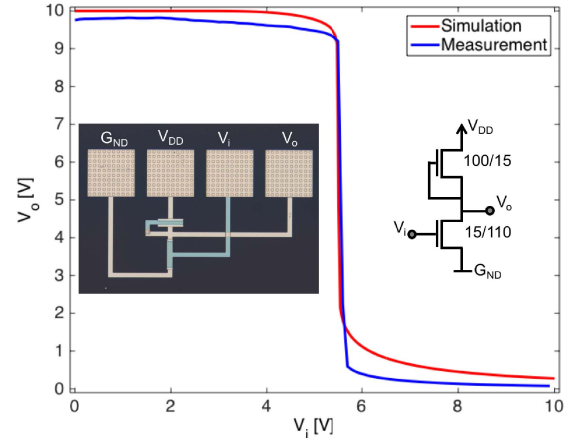 Simulation
Measurement
V_o [V]
10
9
8
7
6
5
4
3
2
1
0
G_ND V_DD V_i V_o
V_DD
100/15
V_o
V_i
15/110
G_ND
0 2 4 6 8 10
V_i [V]